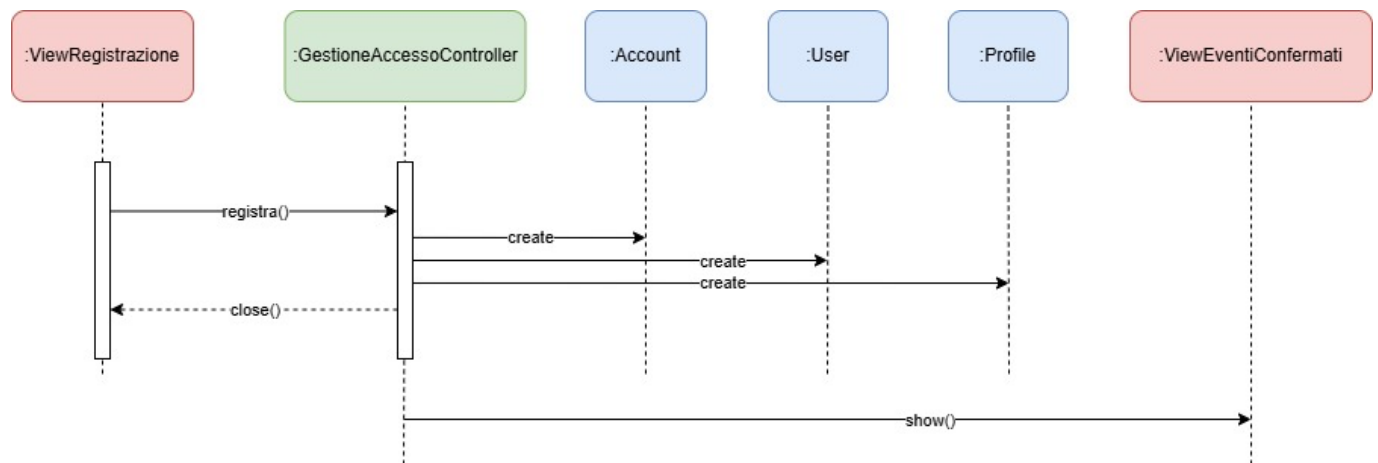 :ViewRegistrazione
:GestioneAccessoController
:Account
:User
:Profile
:ViewEventiConfermati
registra()
create
create
create
close()
show()